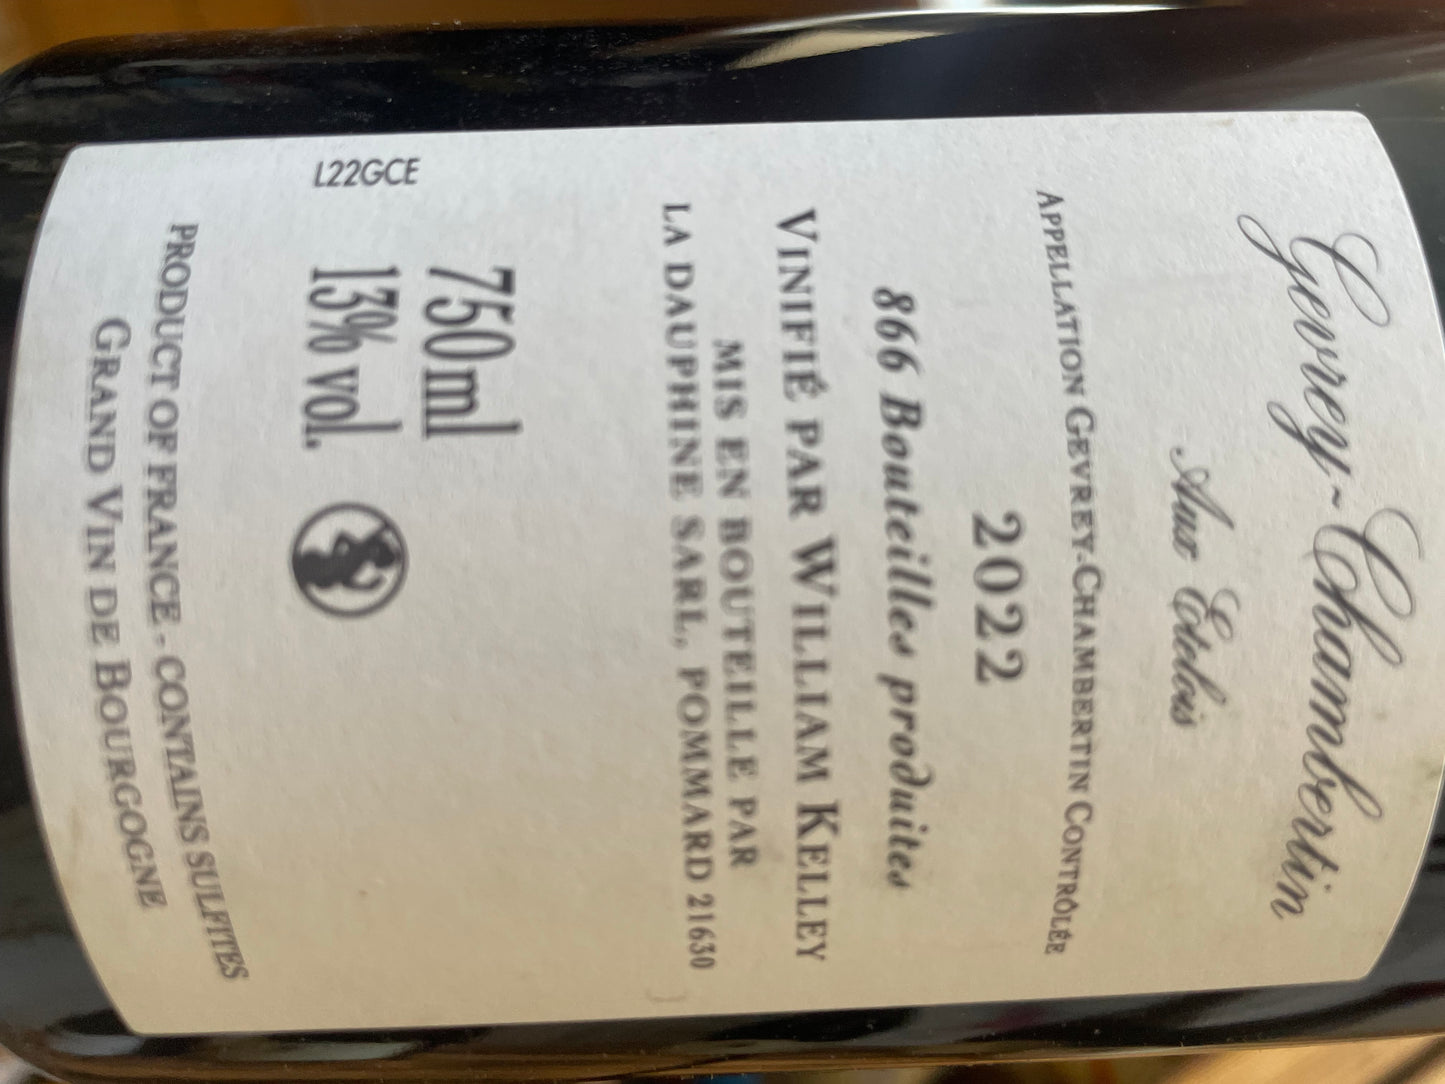 Gevrey-Chambertin
Aux Etelois
APPELLATION GEVREY-CHAMBERTIN CONTRÔLÉE
2022
866 Bouteilles produites
VINIFIÉ PAR WILLIAM KELLEY
MIS EN BOUTEILLE PAR
LA DAUPHINE SARL, POMMARD 21630
750 ml
13% vol.
L22GCE
PRODUCT OF FRANCE - CONTAINS SULFITES
GRAND VIN DE BOURGOGNE